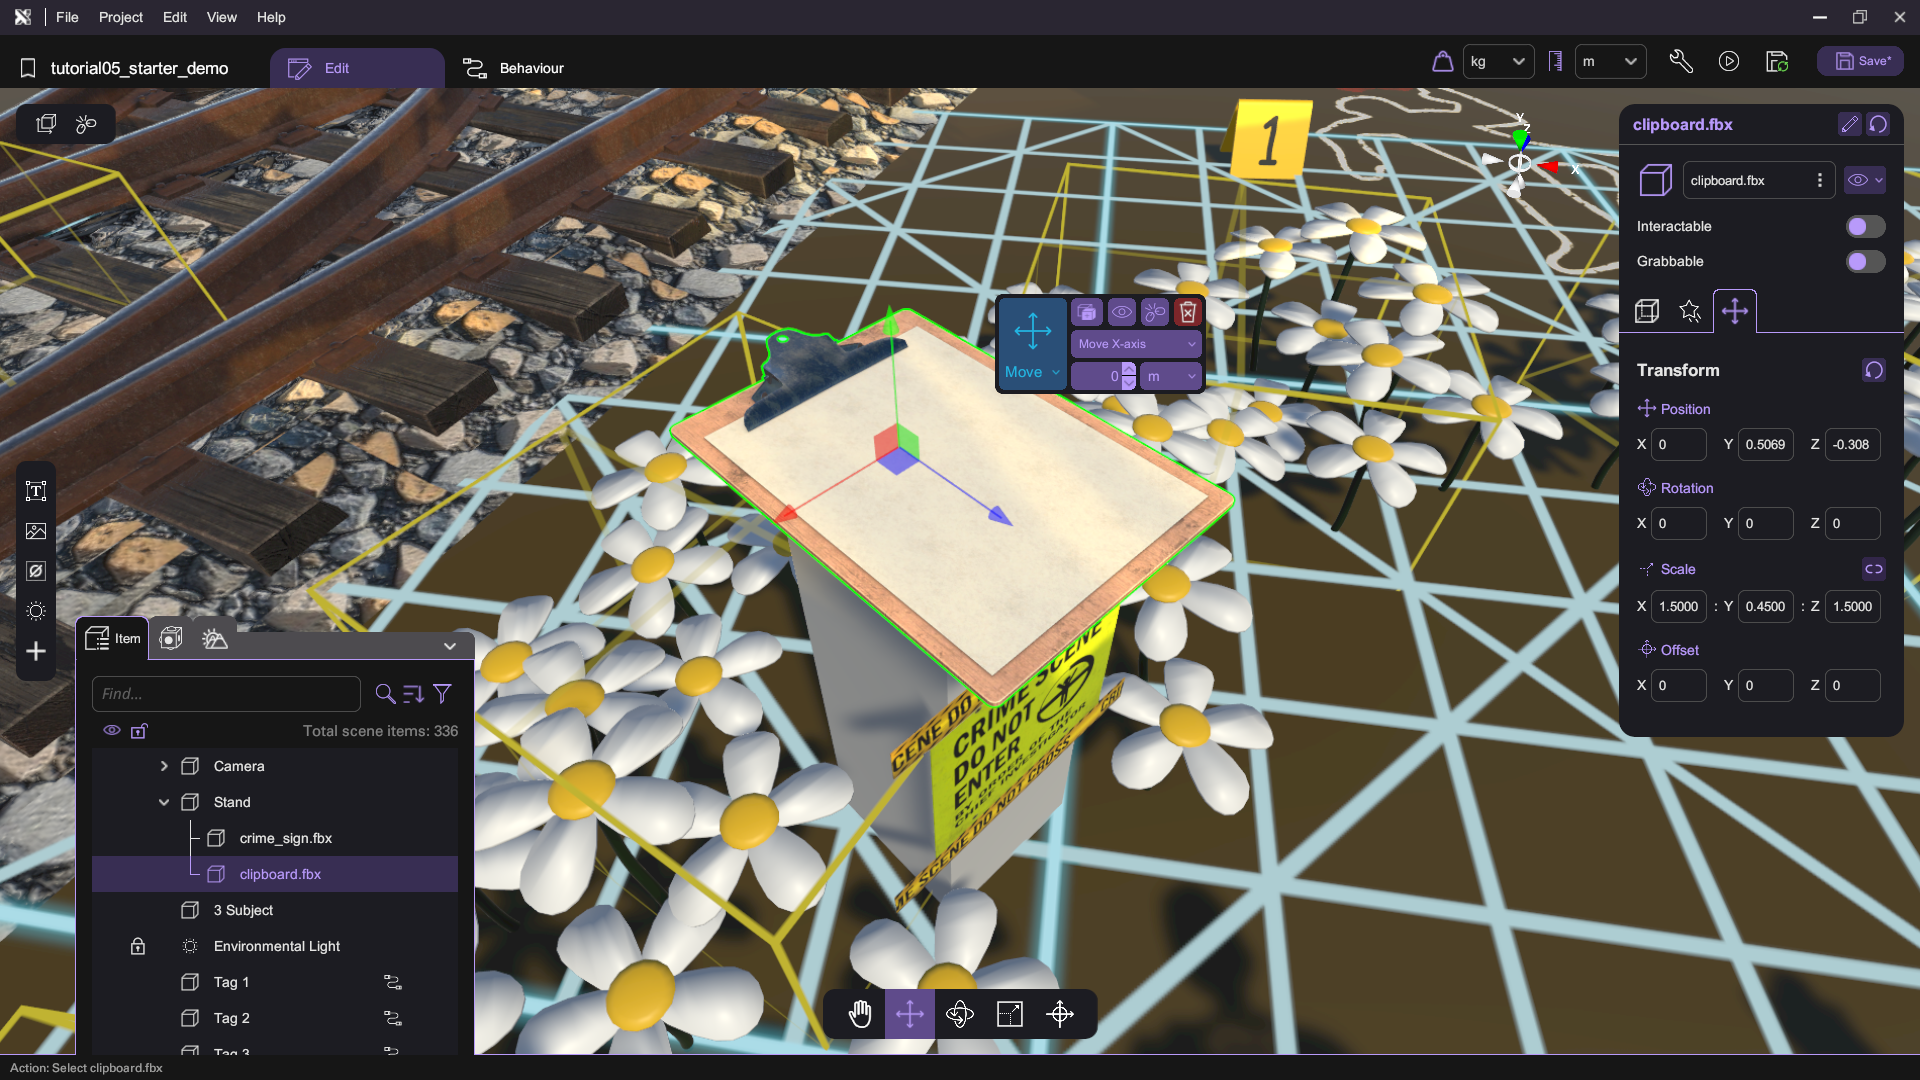 File Project Edit View Help
tutorial05_starter_demo Edit Behaviour kg m Save*
1
Y
Z
X
clipboard.fbx
clipboard.fbx
Interactable
Grabbable
Move X-axis
Move 0 m
Transform
Position
X 0 Y 0.5069 Z -0.308
Rotation
X 0 Y 0 Z 0
Scale
X 1.5000 : Y 0.4500 : Z 1.5000
Offset
X 0 Y 0 Z 0
CRIME SCENE
DO NOT
ENTER
Item
Find...
Total scene items: 336
Camera
Stand
crime_sign.fbx
clipboard.fbx
3 Subject
Environmental Light
Tag 1
Tag 2
Tag 3
Action: Select clipboard.fbx